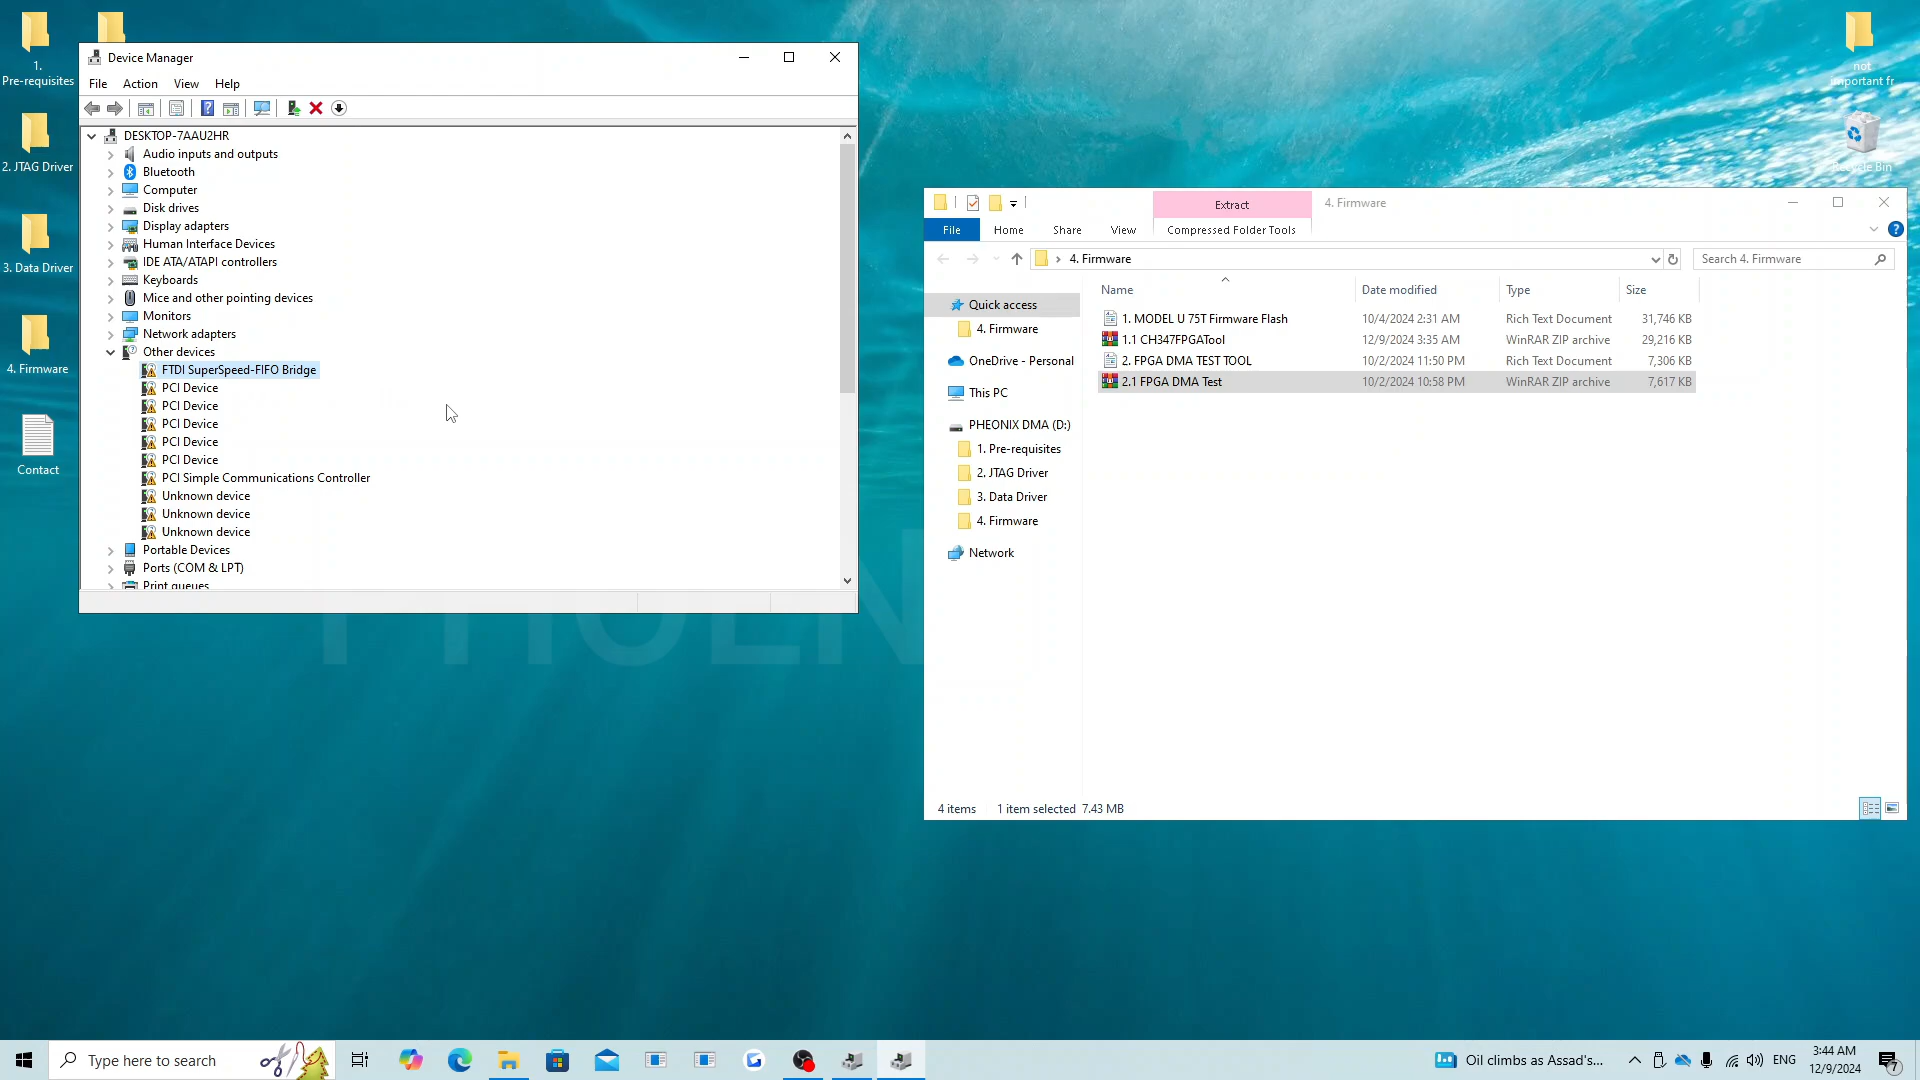 1.
Pre-requisites
2. JTAG Driver
3. Data Driver
4. Firmware
Contact
not
important fr
Recycle Bin
Device Manager
File Action View Help
DESKTOP-7AAU2HR
Audio inputs and outputs
Bluetooth
Computer
Disk drives
Display adapters
Human Interface Devices
IDE ATA/ATAPI controllers
Keyboards
Mice and other pointing devices
Monitors
Network adapters
Other devices
FTDI SuperSpeed-FIFO Bridge
PCI Device
PCI Device
PCI Device
PCI Device
PCI Device
PCI Simple Communications Controller
Unknown device
Unknown device
Unknown device
Portable Devices
Ports (COM & LPT)
Print queues
Extract 4. Firmware
File Home Share View Compressed Folder Tools
4. Firmware Search 4. Firmware
Quick access
4. Firmware
OneDrive - Personal
This PC
PHEONIX DMA (D:)
1. Pre-requisites
2. JTAG Driver
3. Data Driver
4. Firmware
Network
Name Date modified Type Size
1. MODEL U 75T Firmware Flash 10/4/2024 2:31 AM Rich Text Document 31,746 KB
1.1 CH347FPGATool 12/9/2024 3:35 AM WinRAR ZIP archive 29,216 KB
2. FPGA DMA TEST TOOL 10/2/2024 11:50 PM Rich Text Document 7,306 KB
2.1 FPGA DMA Test 10/2/2024 10:58 PM WinRAR ZIP archive 7,617 KB
4 items 1 item selected 7.43 MB
Type here to search
Oil climbs as Assad's...
ENG
3:44 AM
12/9/2024
7